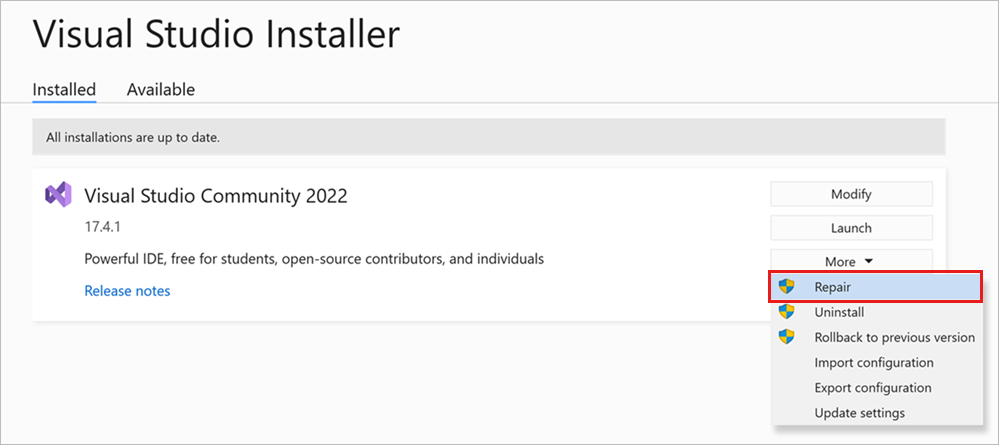 Visual Studio Installer
Installed
Available
All installations are up to date.
Visual Studio Community 2022
17.4.1
Powerful IDE, free for students, open-source contributors, and individuals
Release notes
Modify
Launch
More
Repair
Uninstall
Rollback to previous version
Import configuration
Export configuration
Update settings